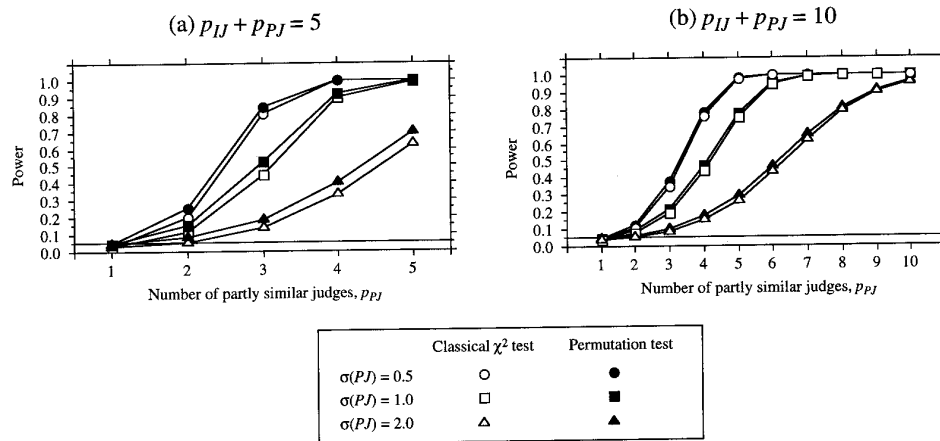 (a) p_IJ + p_PJ = 5
(b) p_IJ + p_PJ = 10
Power
1.0
0.9
0.8
0.7
0.6
0.5
0.4
0.3
0.2
0.1
0.0
1 2 3 4 5
Number of partly similar judges, p_PJ
Power
1.0
0.9
0.8
0.7
0.6
0.5
0.4
0.3
0.2
0.1
0.0
1 2 3 4 5 6 7 8 9 10
Number of partly similar judges, p_PJ
Classical χ² test Permutation test
σ(PJ) = 0.5
σ(PJ) = 1.0
σ(PJ) = 2.0